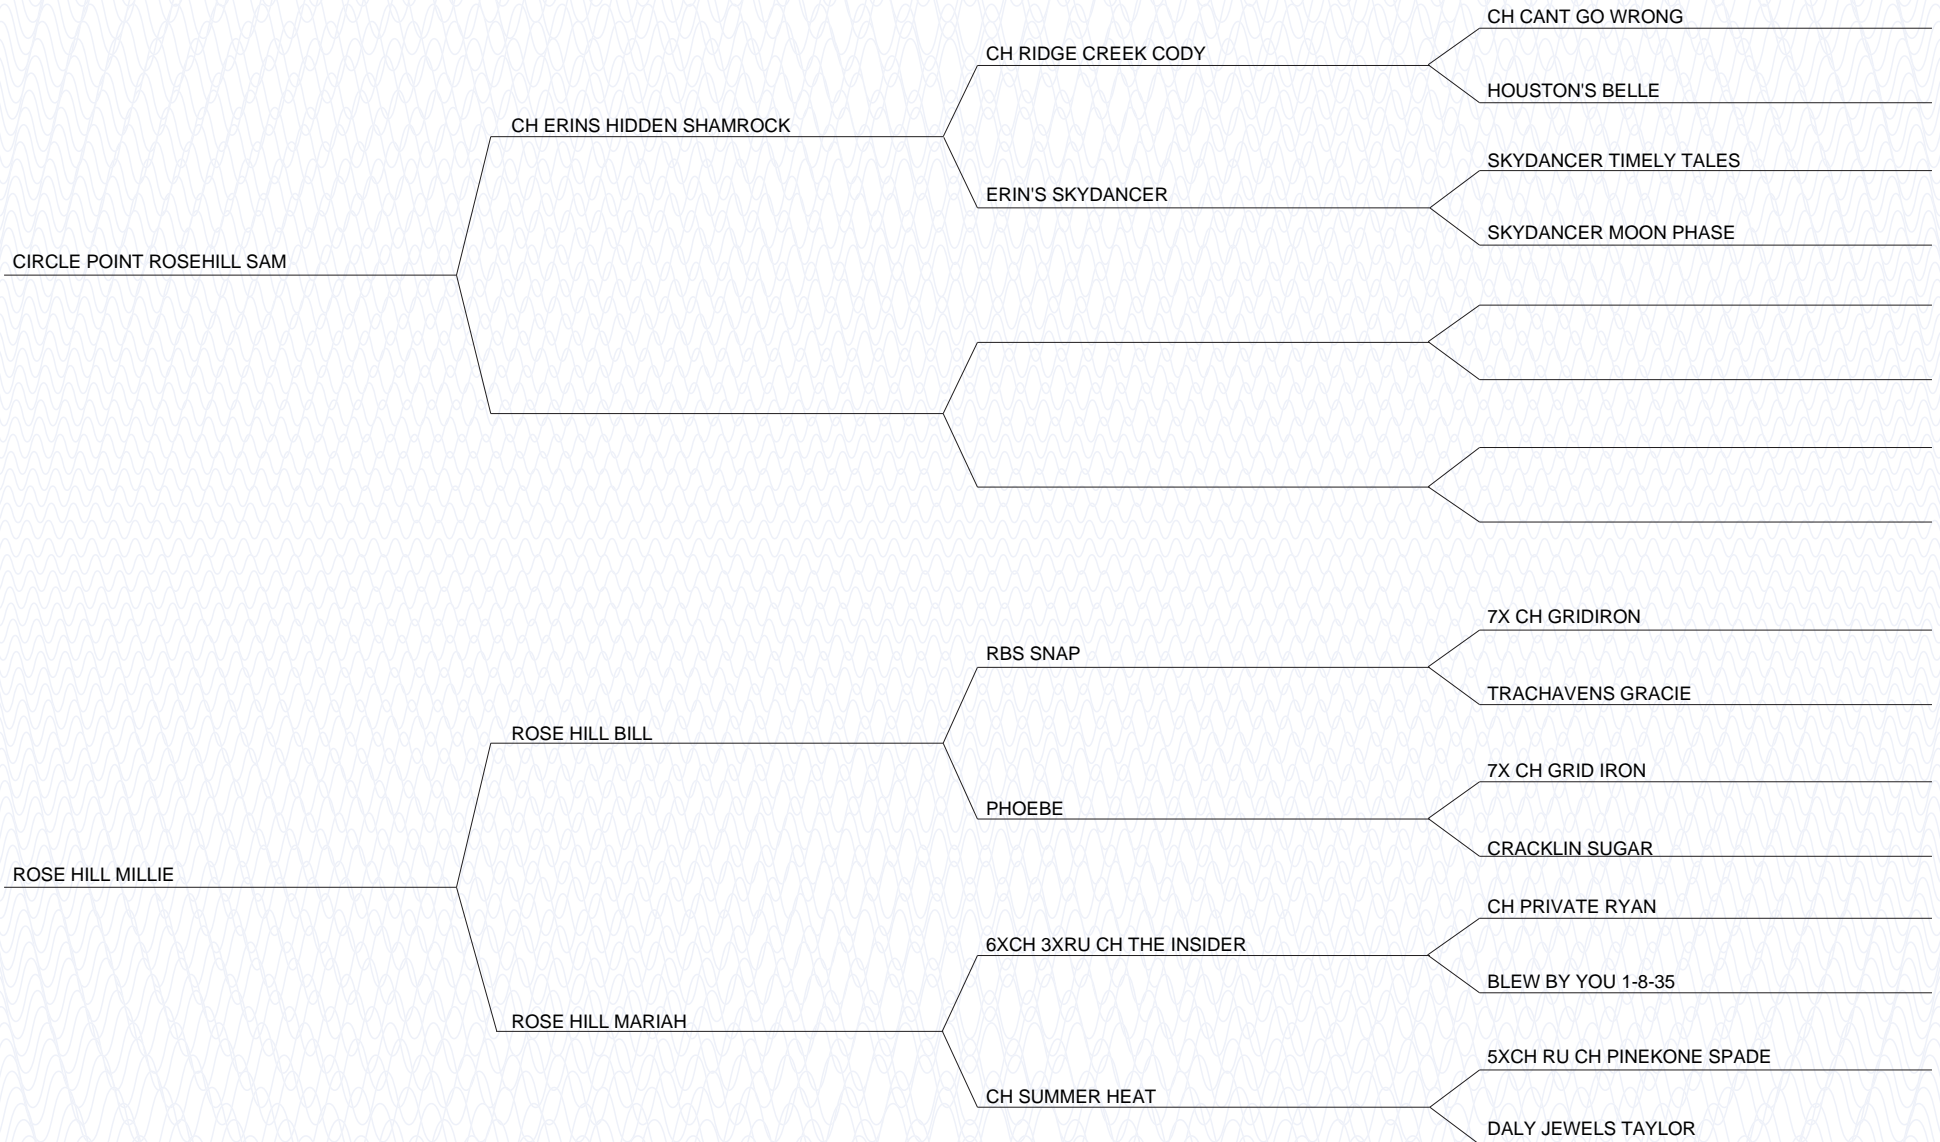 CH CANT GO WRONG
CH RIDGE CREEK CODY
HOUSTON'S BELLE
CH ERINS HIDDEN SHAMROCK
SKYDANCER TIMELY TALES
ERIN'S SKYDANCER
SKYDANCER MOON PHASE
CIRCLE POINT ROSEHILL SAM
7X CH GRIDIRON
RBS SNAP
TRACHAVENS GRACIE
ROSE HILL BILL
7X CH GRID IRON
PHOEBE
CRACKLIN SUGAR
ROSE HILL MILLIE
CH PRIVATE RYAN
6XCH 3XRU CH THE INSIDER
BLEW BY YOU 1-8-35
ROSE HILL MARIAH
5XCH RU CH PINEKONE SPADE
CH SUMMER HEAT
DALY JEWELS TAYLOR